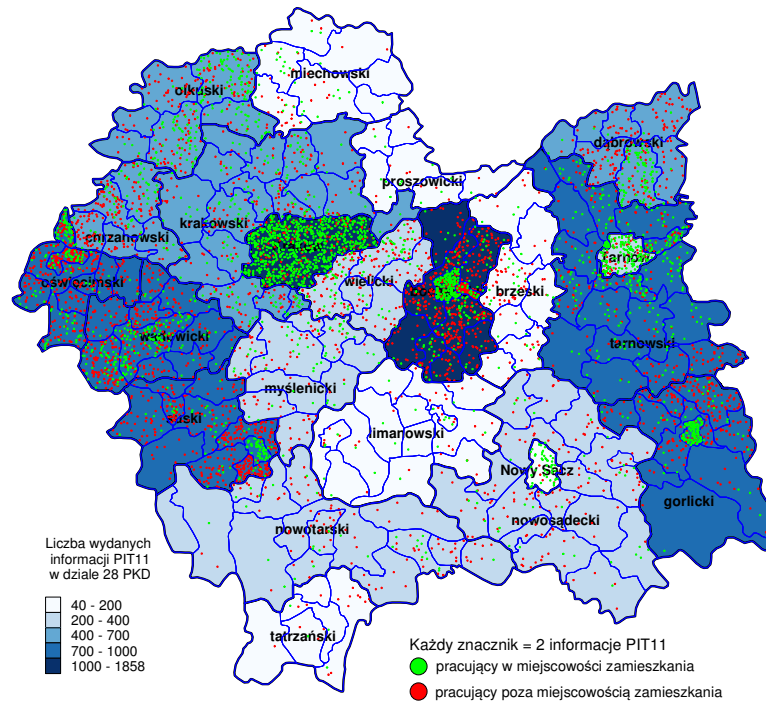 miechowski
olkuski
dąbrowski
proszowicki
krakowski
chrzanowski
Tarnów
oświęcimski
wielicki
brzeski
wadowicki
tarnowski
myślenicki
suski
limanowski
Nowy Sącz
gorlicki
nowosądecki
nowotarski
tatrzański
Liczba wydanych
informacji PIT11
w dziale 28 PKD
40 - 200
200 - 400
400 - 700
700 - 1000
1000 - 1858
Każdy znacznik = 2 informacje PIT11
pracujący w miejscowości zamieszkania
pracujący poza miejscowością zamieszkania